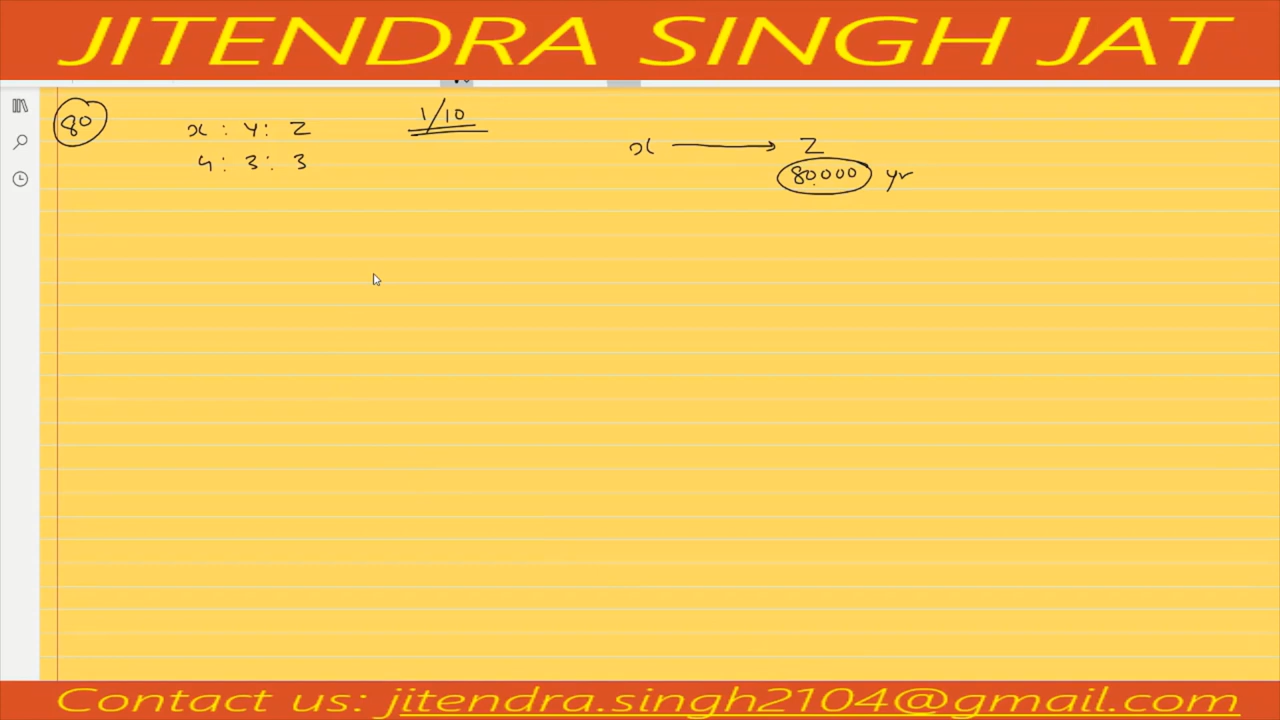 JITENDRA SINGH JAT
80
x : y : z
4 : 3 : 3
1/10
x → z
80,000 yr
Contact us: jitendra.singh2104@gmail.com